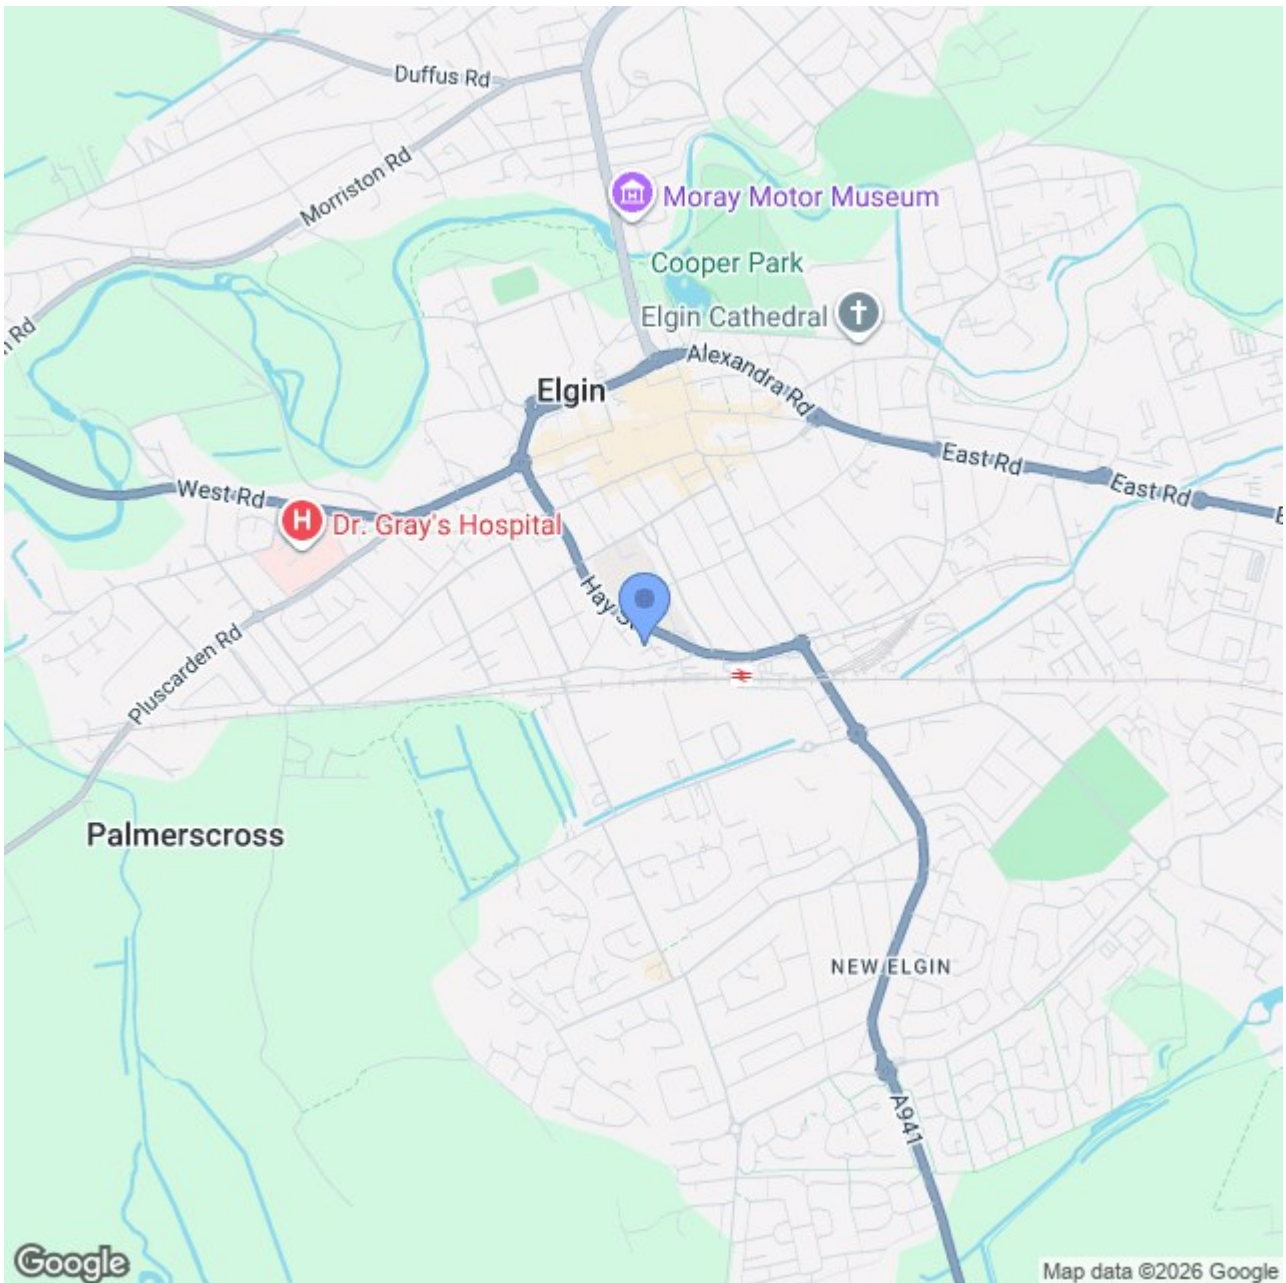 Duffus Rd
Morriston Rd
Moray Motor Museum
Cooper Park
Elgin Cathedral
Alexandra Rd
Elgin
East Rd
East Rd
West Rd
Dr. Gray's Hospital
Hay
Pluscarden Rd
Palmerscross
NEW ELGIN
A941
Google
Map data ©2026 Google